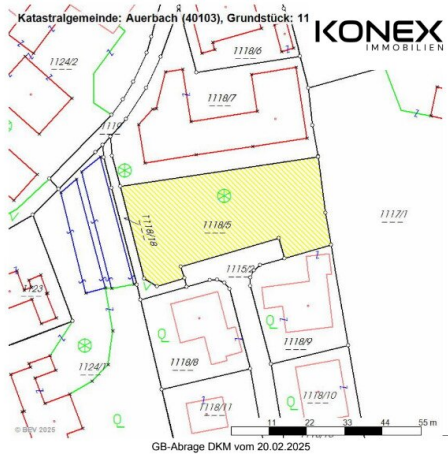 Katastralgemeinde: Auerbach (40103), Grundstück: 11
KONEX
IMMOBILIEN
1124/2
1118/6
1118/7
1119
1118/18
1118/5
1117/1
1115/2
1123
1124/1
1118/8
1118/9
1118/11
1118/10
11 22 33 44 55 m
© BEV 2025
GB-Abrage DKM vom 20.02.2025